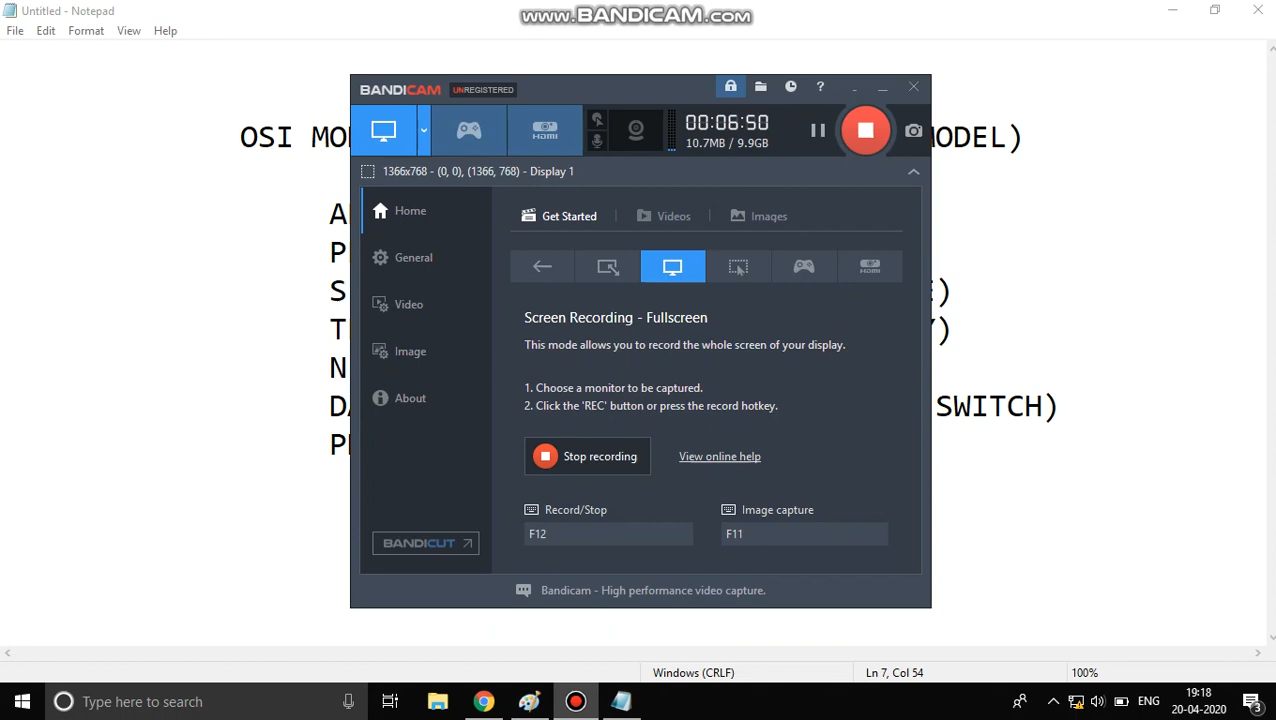 Untitled - Notepad
www.BANDICAM.com
File Edit Format View Help
BANDICAM UNREGISTERED
HDMI
00:06:50
10.7MB / 9.9GB
1366x768 - (0, 0), (1366, 768) - Display 1
OSI MO
MODEL)
A
P
S
E)
T
Y)
N
DA
SWITCH)
P
Home
General
Video
Image
About
BANDICUT
Get Started Videos Images
HDMI
Screen Recording - Fullscreen
This mode allows you to record the whole screen of your display.
1. Choose a monitor to be captured.
2. Click the 'REC' button or press the record hotkey.
Stop recording View online help
Record/Stop Image capture
F12 F11
Bandicam - High performance video capture.
Windows (CRLF) Ln 7, Col 54 100%
Type here to search
ENG
19:18
20-04-2020
3